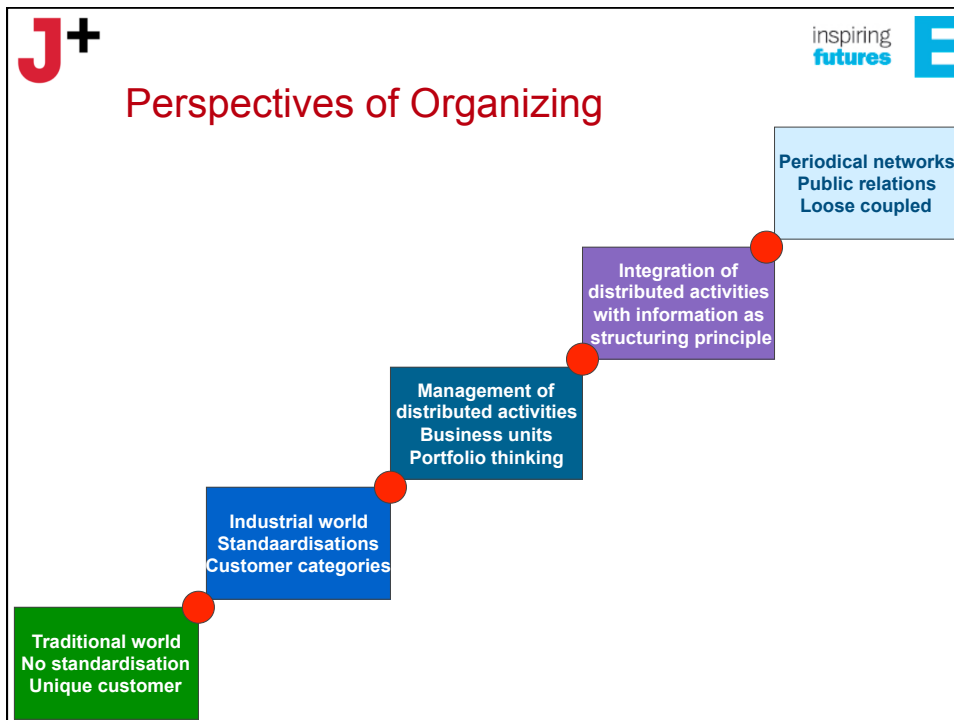 J+
inspiring
futures
E
Perspectives of Organizing
Periodical networks
Public relations
Loose coupled
Integration of
distributed activities
with information as
structuring principle
Management of
distributed activities
Business units
Portfolio thinking
Industrial world
Standaardisations
Customer categories
Traditional world
No standardisation
Unique customer